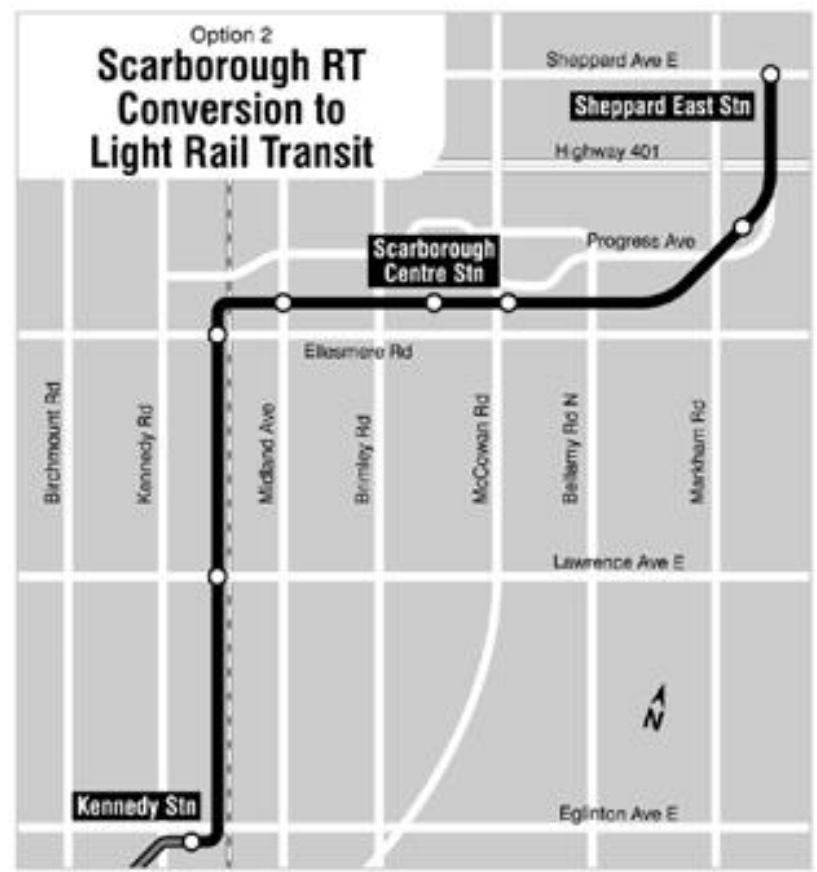 Option 2
Scarborough RT
Conversion to
Light Rail Transit
Sheppard Ave E
Sheppard East Stn
Highway 401
Progress Ave
Scarborough
Centre Stn
Ellesmere Rd
Birchmount Rd
Kennedy Rd
Midland Ave
Brimley Rd
McCowan Rd
Bellamy Rd N
Markham Rd
Lawrence Ave E
N
Kennedy Stn
Eglinton Ave E